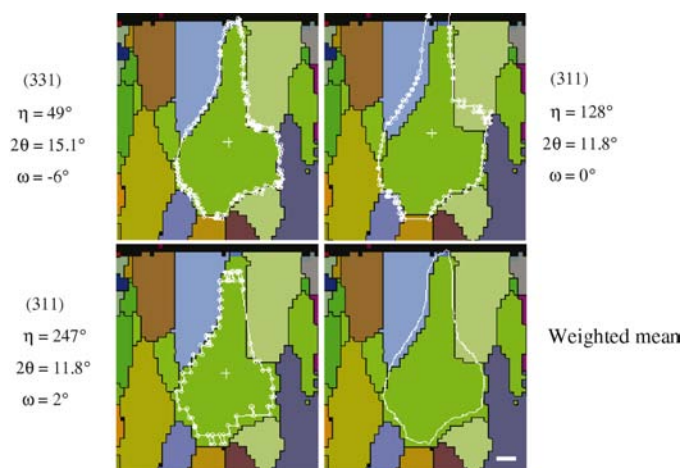 (331)
η = 49°
2θ = 15.1°
ω = -6°
(311)
η = 128°
2θ = 11.8°
ω = 0°
(311)
η = 247°
2θ = 11.8°
ω = 2°
Weighted mean